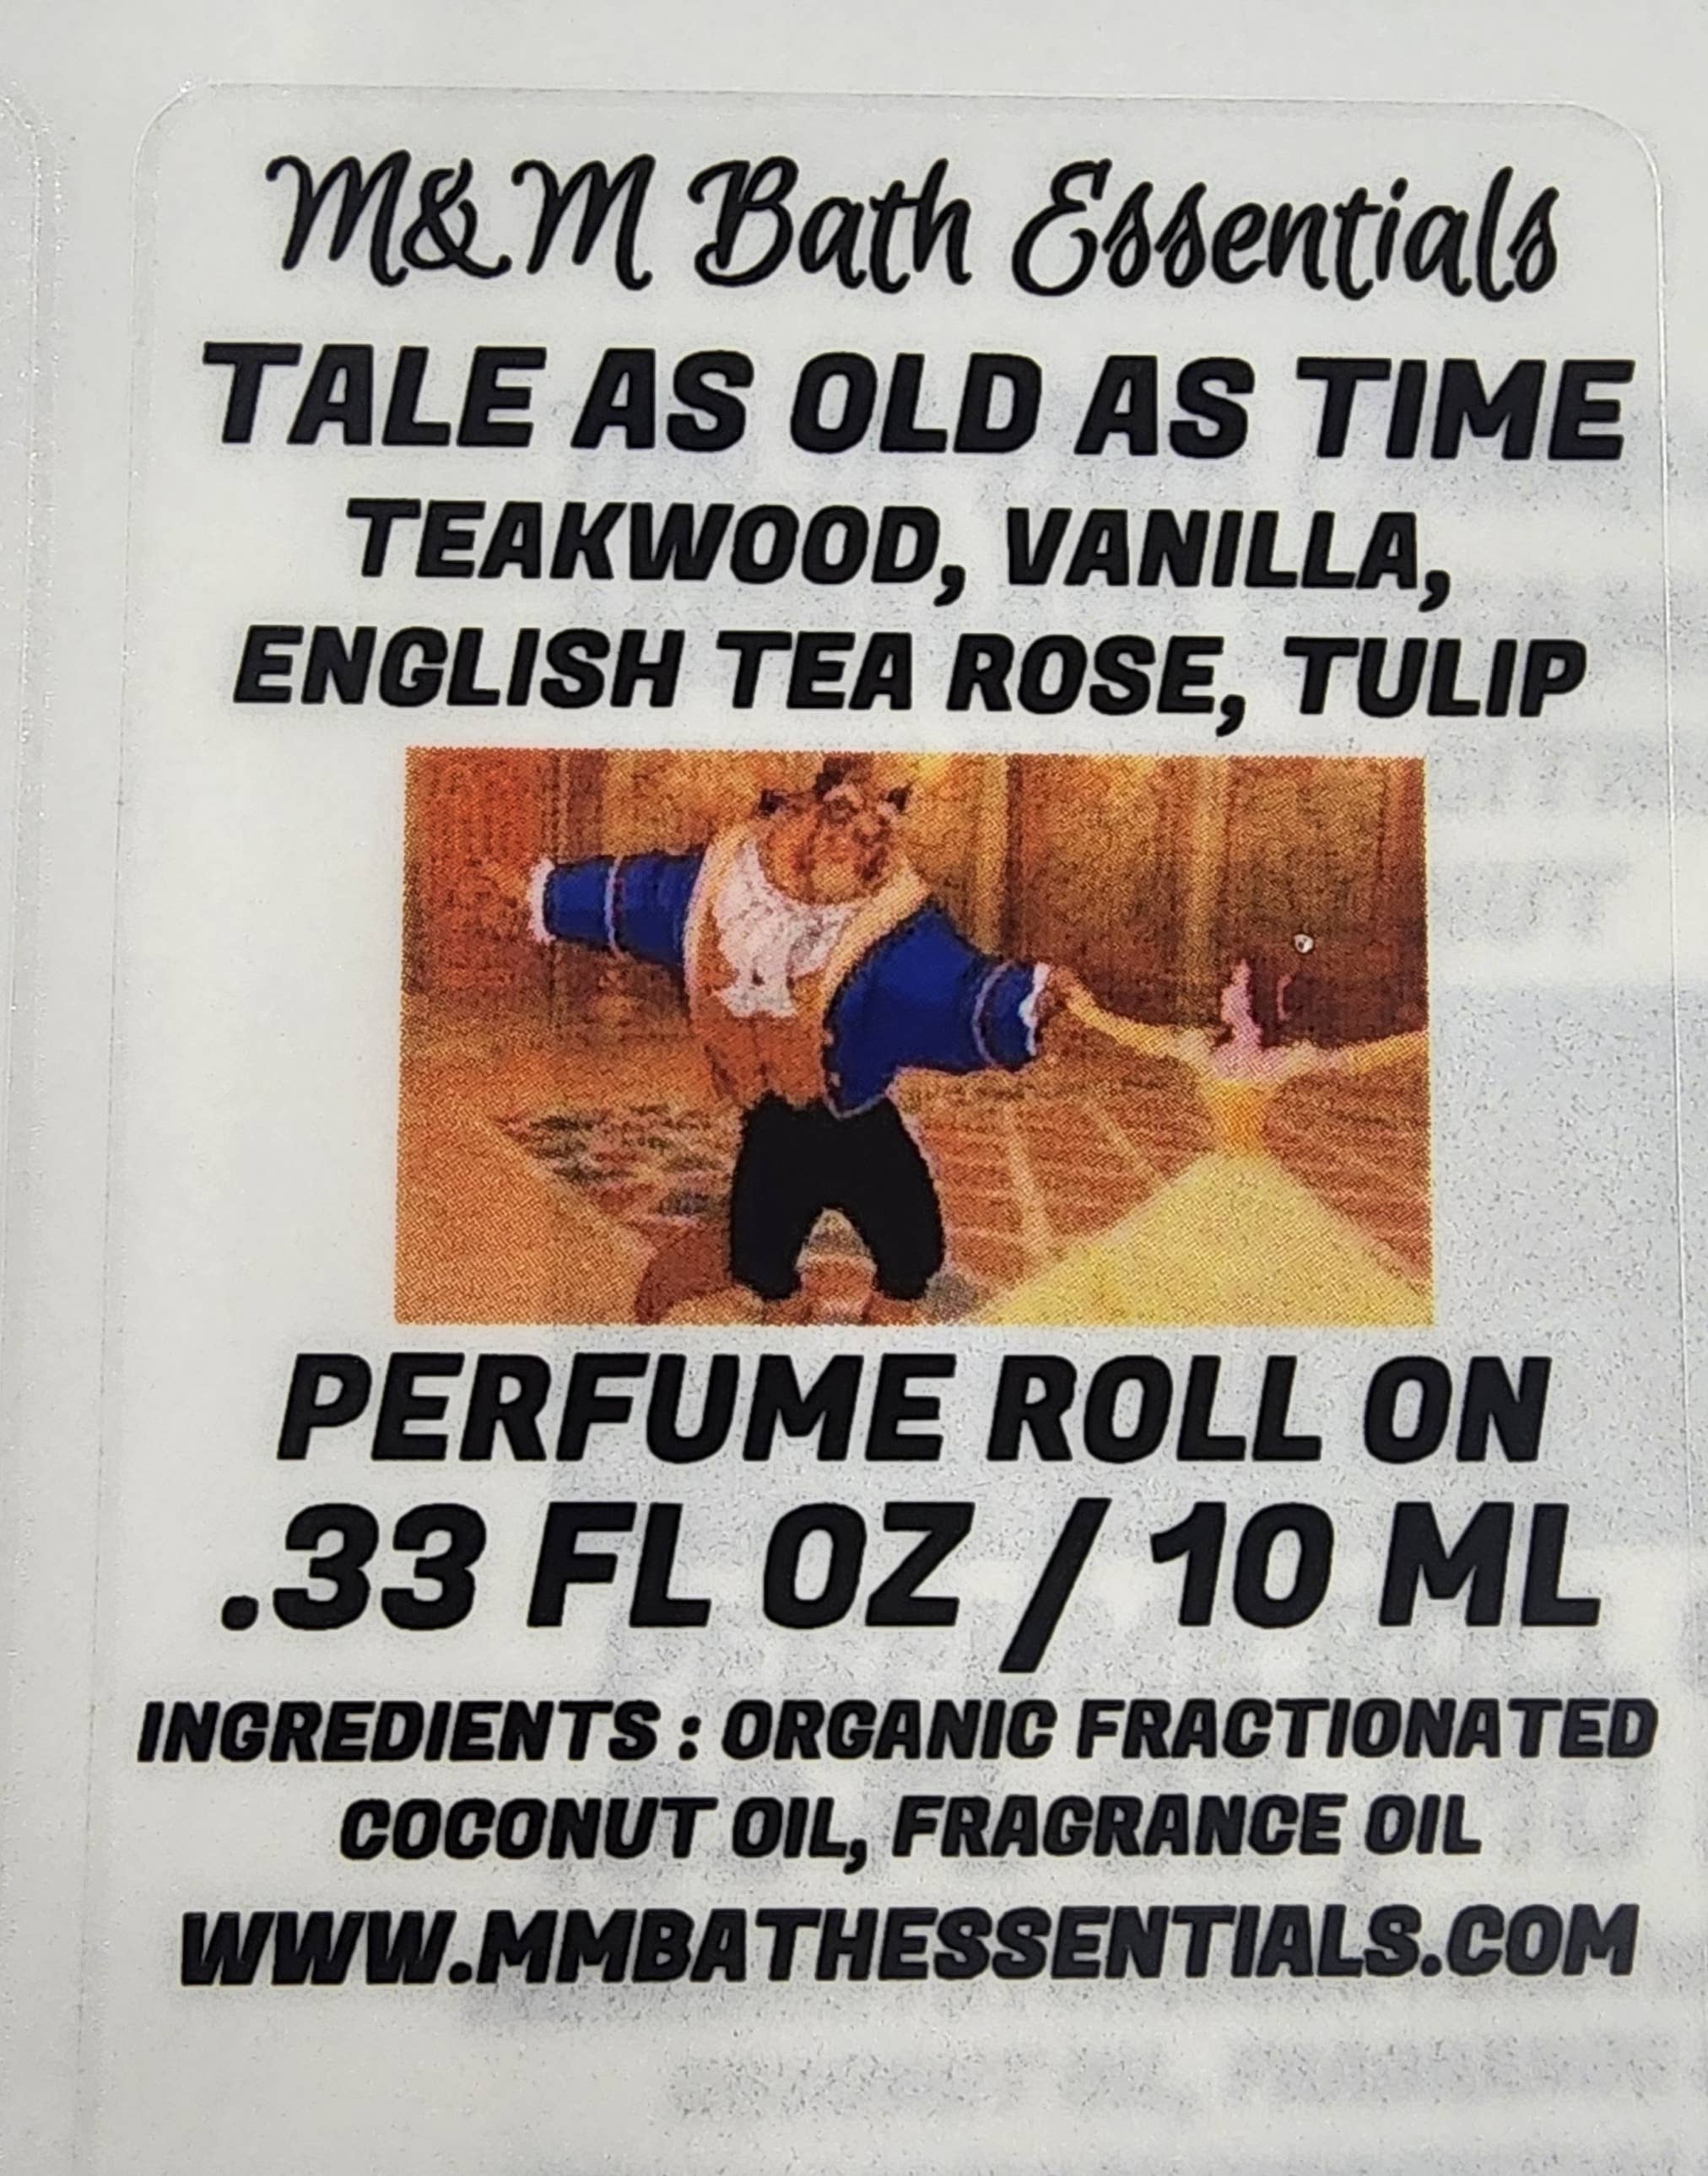 M&M Bath Essentials
TALE AS OLD AS TIME
TEAKWOOD, VANILLA,
ENGLISH TEA ROSE, TULIP
PERFUME ROLL ON
.33 FL OZ / 10 ML
INGREDIENTS : ORGANIC FRACTIONATED
COCONUT OIL, FRAGRANCE OIL
WWW.MMBATHESSENTIALS.COM